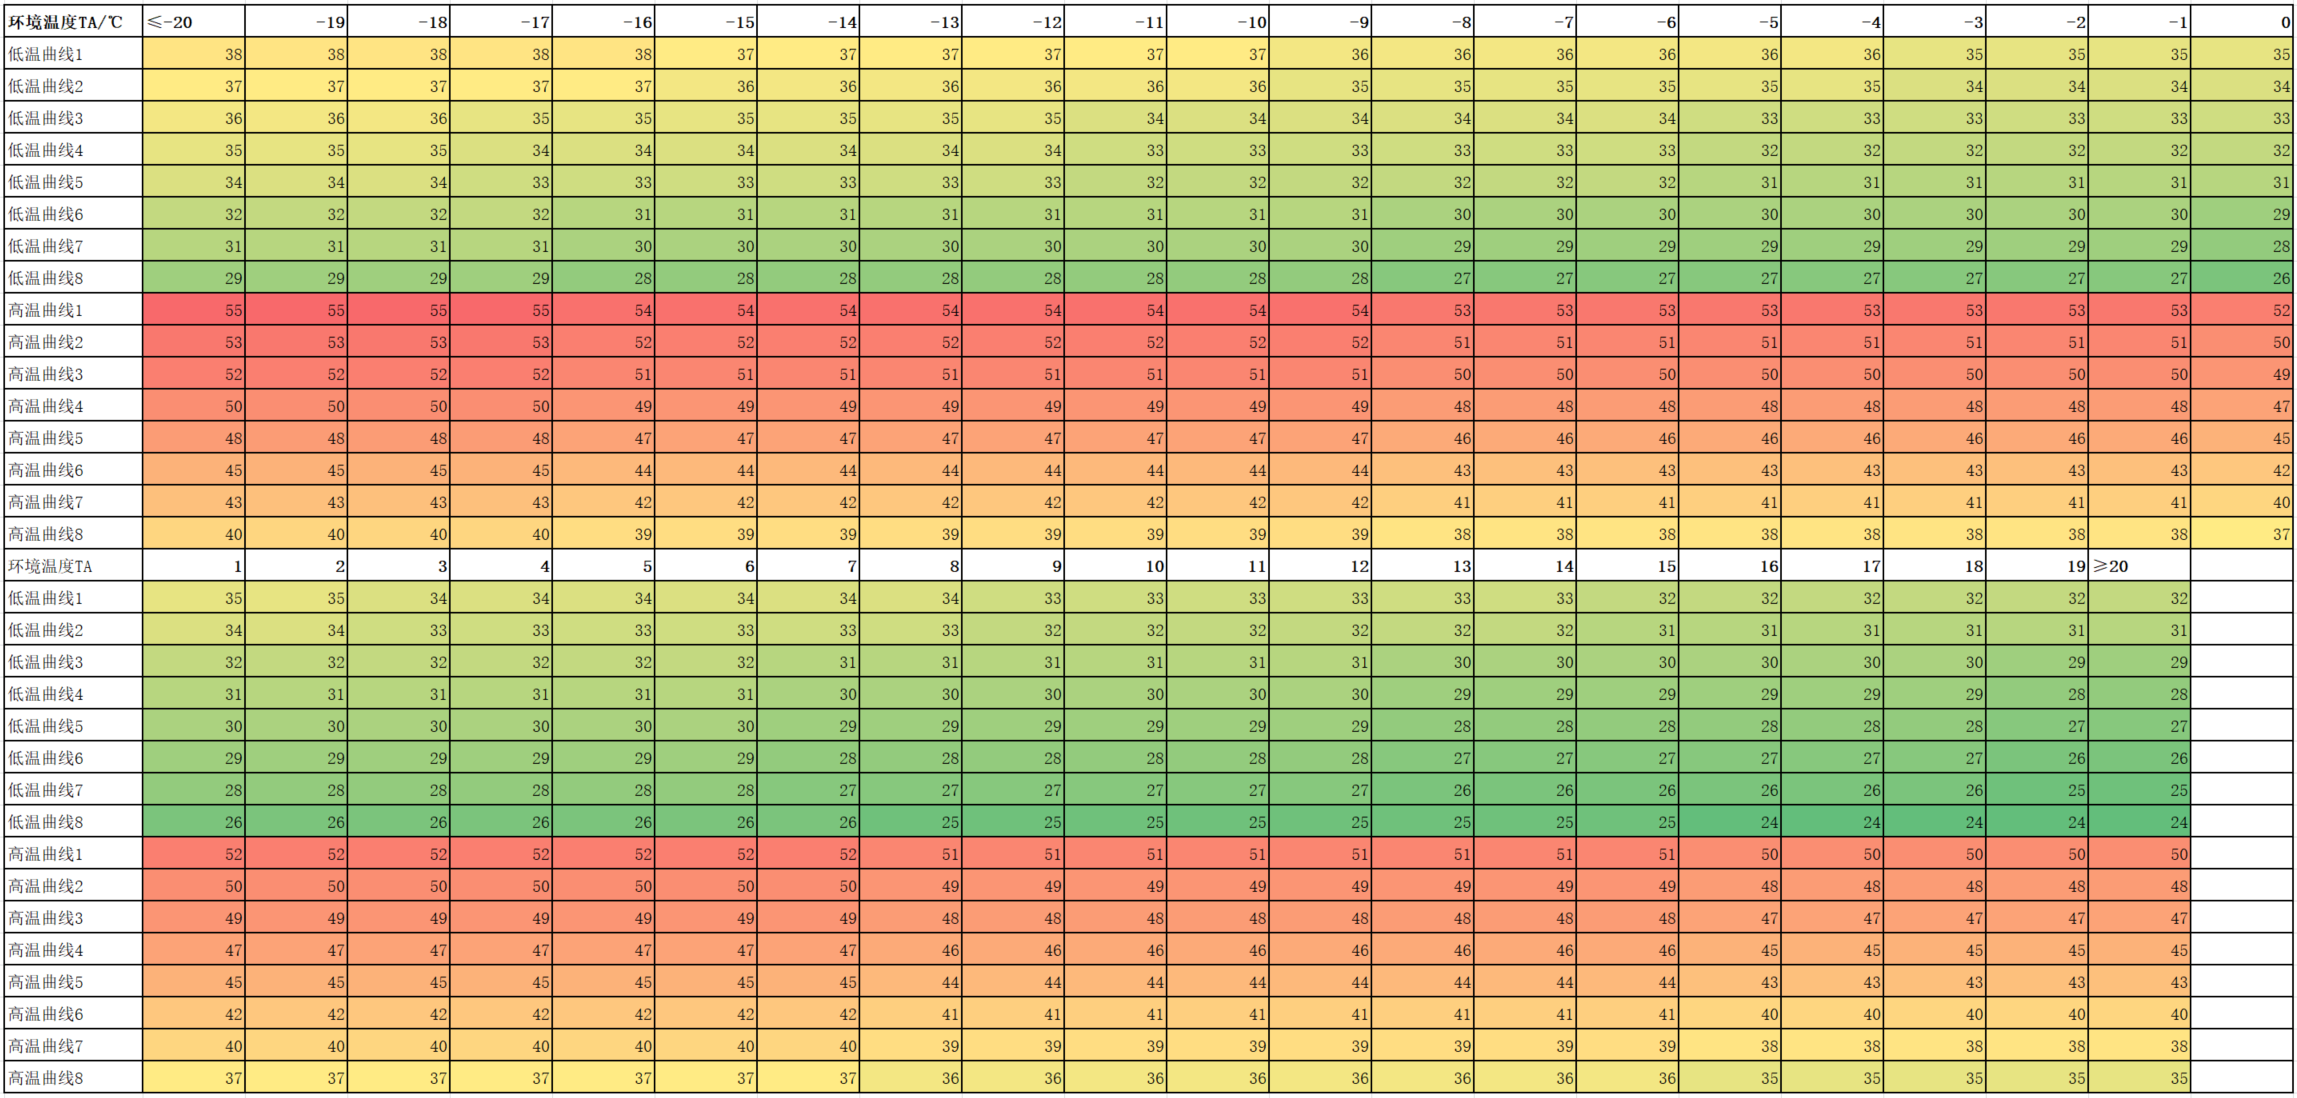 环境温度TA/℃ ≤-20 -19 -18 -17 -16 -15 -14 -13 -12 -11 -10 -9 -8 -7 -6 -5 -4 -3 -2 -1 0
低温曲线1 38 38 38 38 38 37 37 37 37 37 37 36 36 36 36 36 36 35 35 35 35
低温曲线2 37 37 37 37 37 36 36 36 36 36 36 35 35 35 35 35 35 34 34 34 34
低温曲线3 36 36 36 35 35 35 35 35 35 34 34 34 34 34 34 33 33 33 33 33 33
低温曲线4 35 35 35 34 34 34 34 34 34 33 33 33 33 33 33 32 32 32 32 32 32
低温曲线5 34 34 34 33 33 33 33 33 33 32 32 32 32 32 32 31 31 31 31 31 31
低温曲线6 32 32 32 32 31 31 31 31 31 31 31 31 30 30 30 30 30 30 30 30 29
低温曲线7 31 31 31 31 30 30 30 30 30 30 30 30 29 29 29 29 29 29 29 29 28
低温曲线8 29 29 29 29 28 28 28 28 28 28 28 28 27 27 27 27 27 27 27 27 26
高温曲线1 55 55 55 55 54 54 54 54 54 54 54 54 53 53 53 53 53 53 53 53 52
高温曲线2 53 53 53 53 52 52 52 52 52 52 52 52 51 51 51 51 51 51 51 51 50
高温曲线3 52 52 52 52 51 51 51 51 51 51 51 51 50 50 50 50 50 50 50 50 49
高温曲线4 50 50 50 50 49 49 49 49 49 49 49 49 48 48 48 48 48 48 48 48 47
高温曲线5 48 48 48 48 47 47 47 47 47 47 47 47 46 46 46 46 46 46 46 46 45
高温曲线6 45 45 45 45 44 44 44 44 44 44 44 44 43 43 43 43 43 43 43 43 42
高温曲线7 43 43 43 43 42 42 42 42 42 42 42 42 41 41 41 41 41 41 41 41 40
高温曲线8 40 40 40 40 39 39 39 39 39 39 39 39 38 38 38 38 38 38 38 38 37
环境温度TA 1 2 3 4 5 6 7 8 9 10 11 12 13 14 15 16 17 18 19 ≥20
低温曲线1 35 35 34 34 34 34 34 34 33 33 33 33 33 33 32 32 32 32 32 32
低温曲线2 34 34 33 33 33 33 33 33 32 32 32 32 32 32 31 31 31 31 31 31
低温曲线3 32 32 32 32 32 32 31 31 31 31 31 31 30 30 30 30 30 30 29 29
低温曲线4 31 31 31 31 31 31 30 30 30 30 30 30 29 29 29 29 29 29 28 28
低温曲线5 30 30 30 30 30 30 29 29 29 29 29 29 28 28 28 28 28 28 27 27
低温曲线6 29 29 29 29 29 29 28 28 28 28 28 28 27 27 27 27 27 27 26 26
低温曲线7 28 28 28 28 28 28 27 27 27 27 27 27 26 26 26 26 26 26 25 25
低温曲线8 26 26 26 26 26 26 26 25 25 25 25 25 25 25 25 24 24 24 24 24
高温曲线1 52 52 52 52 52 52 52 51 51 51 51 51 51 51 51 50 50 50 50 50
高温曲线2 50 50 50 50 50 50 50 49 49 49 49 49 49 49 49 48 48 48 48 48
高温曲线3 49 49 49 49 49 49 49 48 48 48 48 48 48 48 48 47 47 47 47 47
高温曲线4 47 47 47 47 47 47 47 46 46 46 46 46 46 46 46 45 45 45 45 45
高温曲线5 45 45 45 45 45 45 45 44 44 44 44 44 44 44 44 43 43 43 43 43
高温曲线6 42 42 42 42 42 42 42 41 41 41 41 41 41 41 41 40 40 40 40 40
高温曲线7 40 40 40 40 40 40 40 39 39 39 39 39 39 39 39 38 38 38 38 38
高温曲线8 37 37 37 37 37 37 37 36 36 36 36 36 36 36 36 35 35 35 35 35